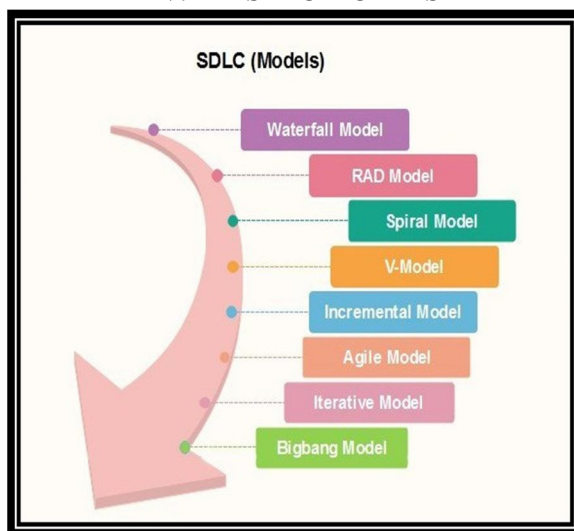 SDLC (Models)
Waterfall Model
RAD Model
Spiral Model
V-Model
Incremental Model
Agile Model
Iterative Model
Bigbang Model